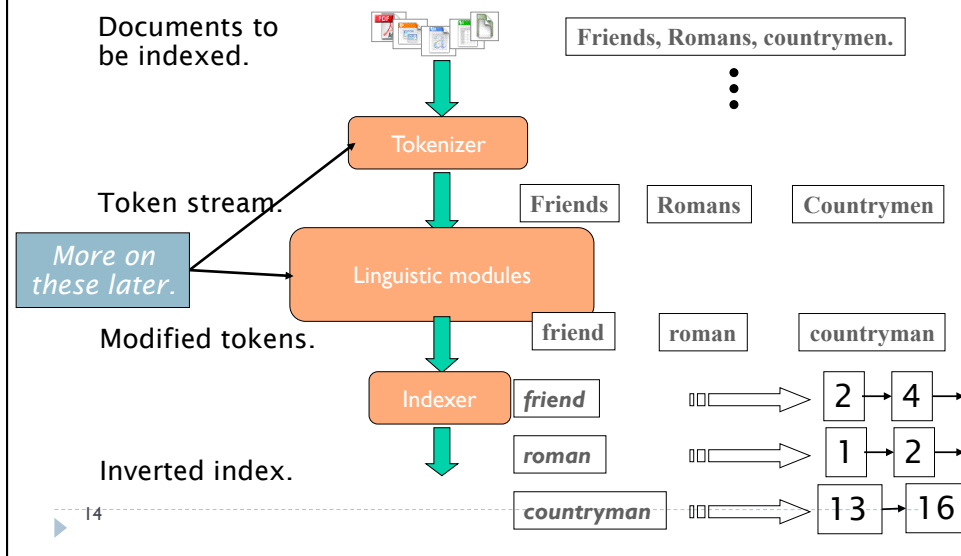 Documents to
be indexed.
PDF
a
Friends, Romans, countrymen.
Tokenizer
Token stream.
Friends
Romans
Countrymen
More on
these later.
Linguistic modules
Modified tokens.
friend
roman
countryman
Indexer
friend
2
4
roman
1
2
Inverted index.
countryman
13
16
14